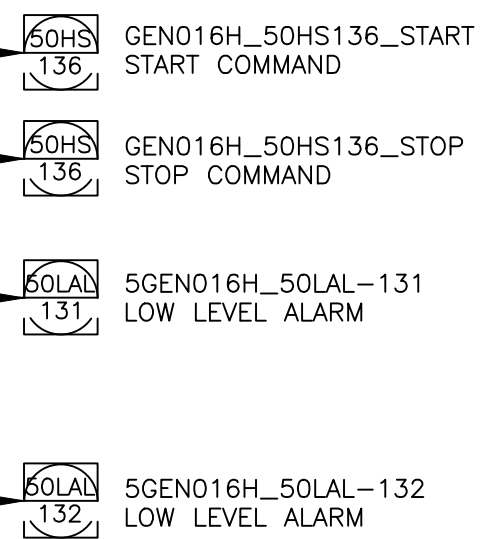 50HS GEN016H_50HS136_START
136 START COMMAND
50HS GEN016H_50HS136_STOP
136 STOP COMMAND
50LAL 5GEN016H_50LAL-131
131 LOW LEVEL ALARM
50LAL 5GEN016H_50LAL-132
132 LOW LEVEL ALARM